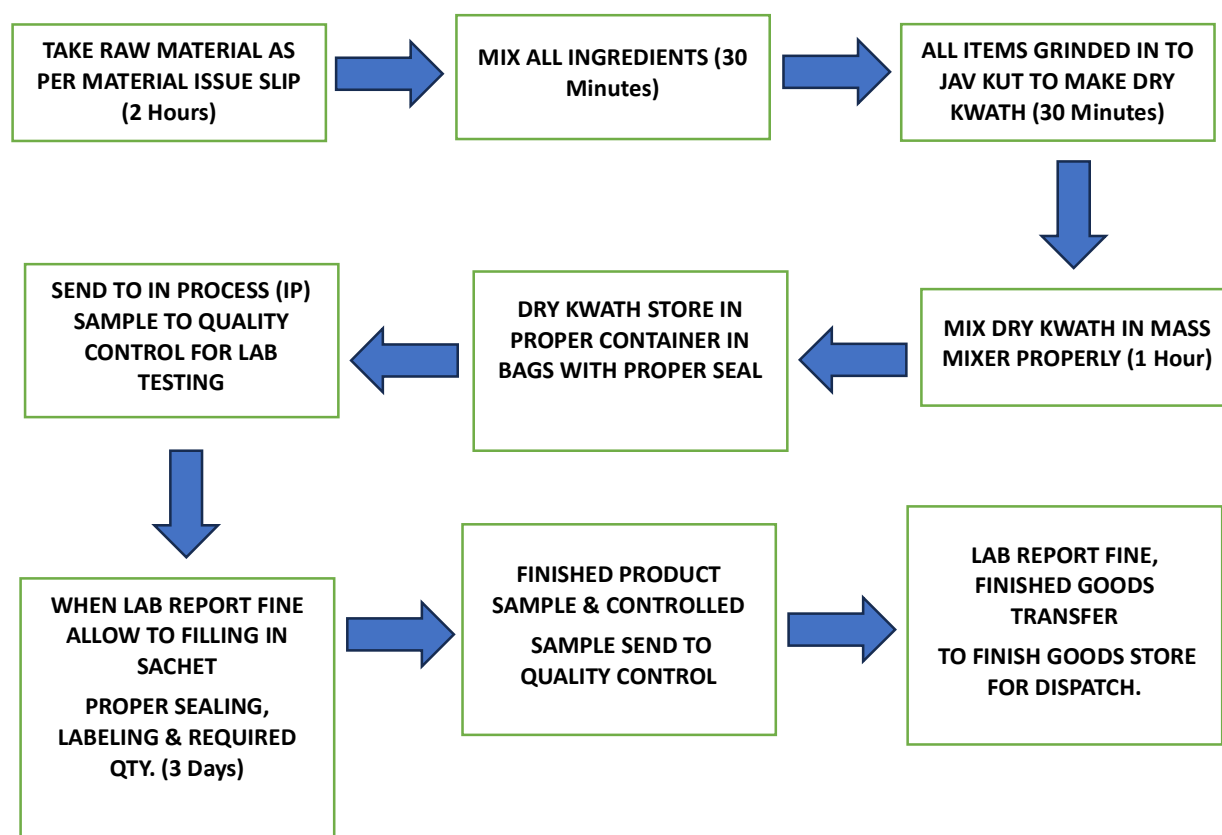 TAKE RAW MATERIAL AS
PER MATERIAL ISSUE SLIP
(2 Hours)
MIX ALL INGREDIENTS (30
Minutes)
ALL ITEMS GRINDED IN TO
JAV KUT TO MAKE DRY
KWATH (30 Minutes)
MIX DRY KWATH IN MASS
MIXER PROPERLY (1 Hour)
DRY KWATH STORE IN
PROPER CONTAINER IN
BAGS WITH PROPER SEAL
SEND TO IN PROCESS (IP)
SAMPLE TO QUALITY
CONTROL FOR LAB
TESTING
WHEN LAB REPORT FINE
ALLOW TO FILLING IN
SACHET
PROPER SEALING,
LABELING & REQUIRED
QTY. (3 Days)
FINISHED PRODUCT
SAMPLE & CONTROLLED
SAMPLE SEND TO
QUALITY CONTROL
LAB REPORT FINE,
FINISHED GOODS
TRANSFER
TO FINISH GOODS STORE
FOR DISPATCH.